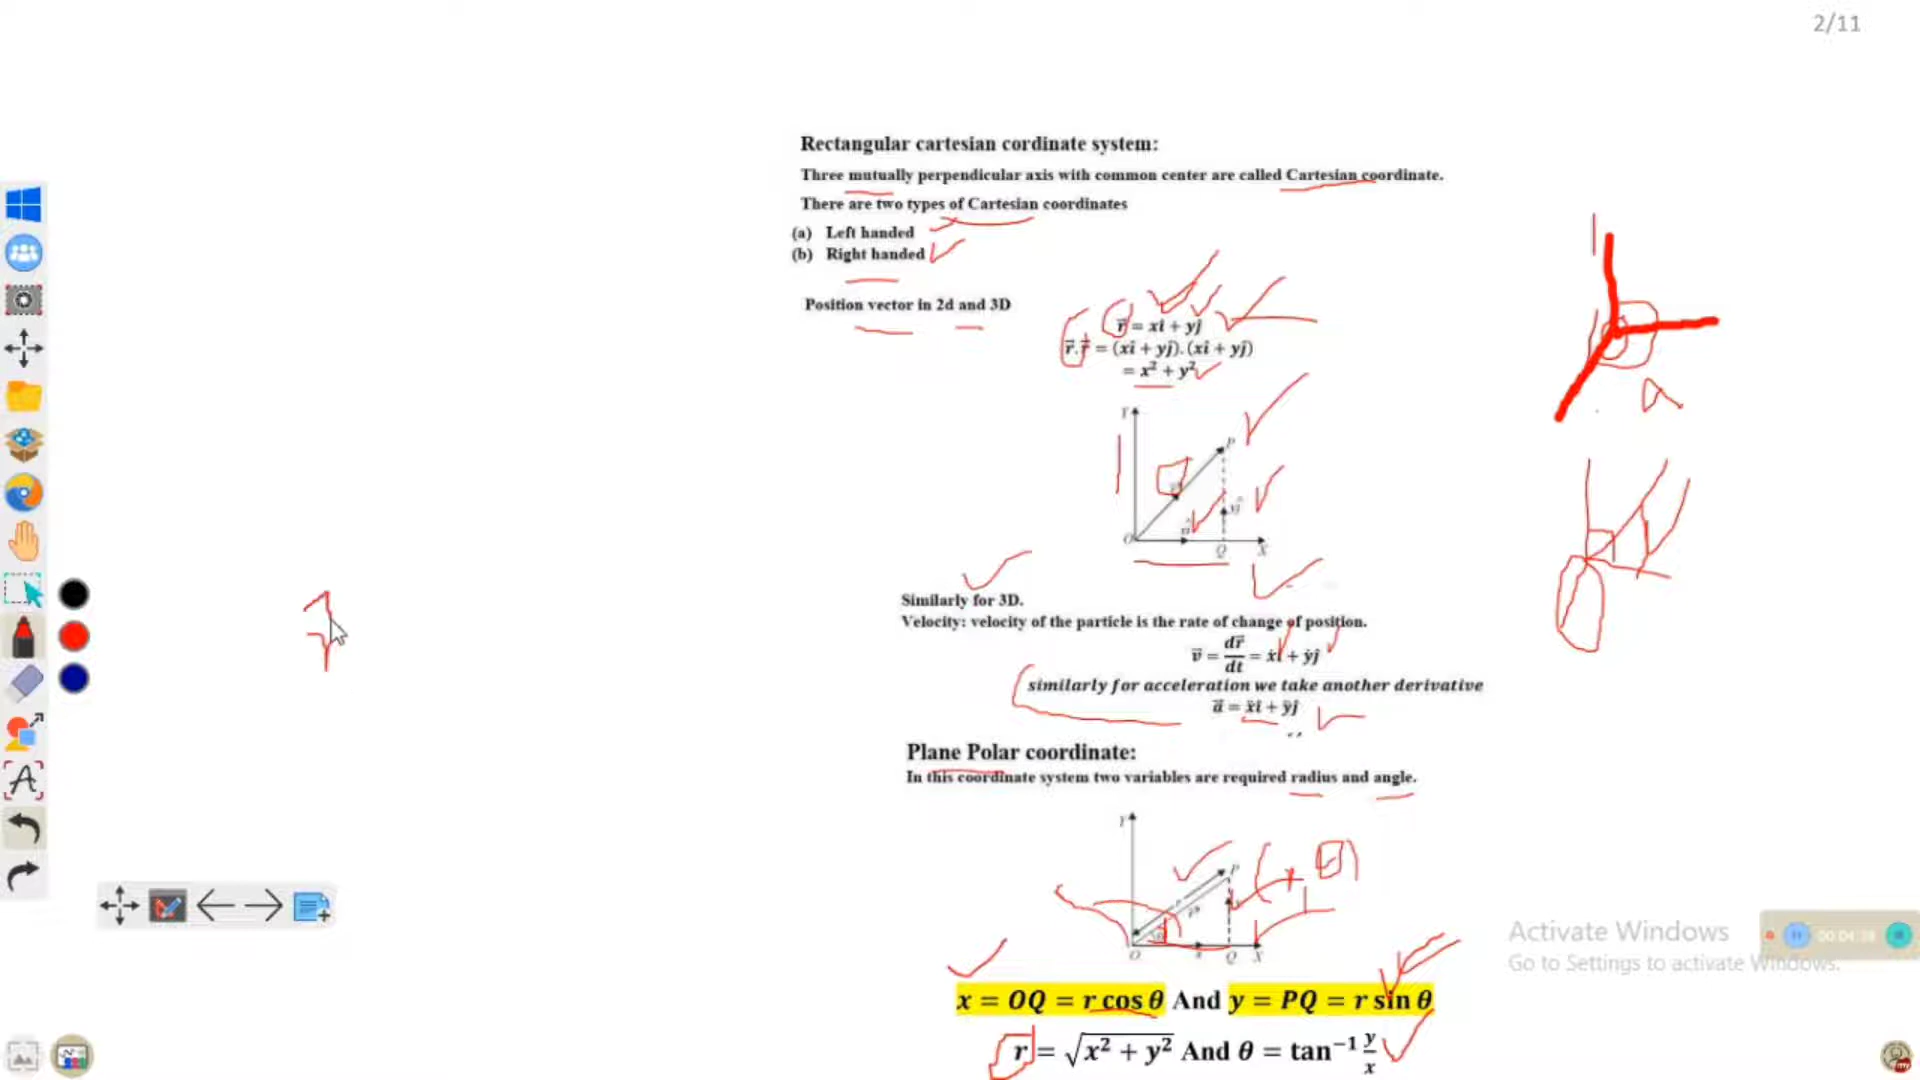 2/11
Rectangular cartesian cordinate system:
Three mutually perpendicular axis with common center are called Cartesian coordinate.
There are two types of Cartesian coordinates
(a) Left handed
(b) Right handed
Position vector in 2d and 3D
r⃗ = xî + yĵ
r⃗.r⃗ = (xî + yĵ).(xî + yĵ)
= x² + y²
Y
P
O
Q
X
a
Similarly for 3D.
Velocity: velocity of the particle is the rate of change of position.
v⃗ = dr⃗/dt = ẋî + ẏĵ
similarly for acceleration we take another derivative
a⃗ = ẍî + ÿĵ
Plane Polar coordinate:
In this coordinate system two variables are required radius and angle.
Y
P
O
Q
X
x = OQ = r cos θ And y = PQ = r sin θ
r = √x² + y² And θ = tan⁻¹ y/x
Activate Windows
Go to Settings to activate Windows.